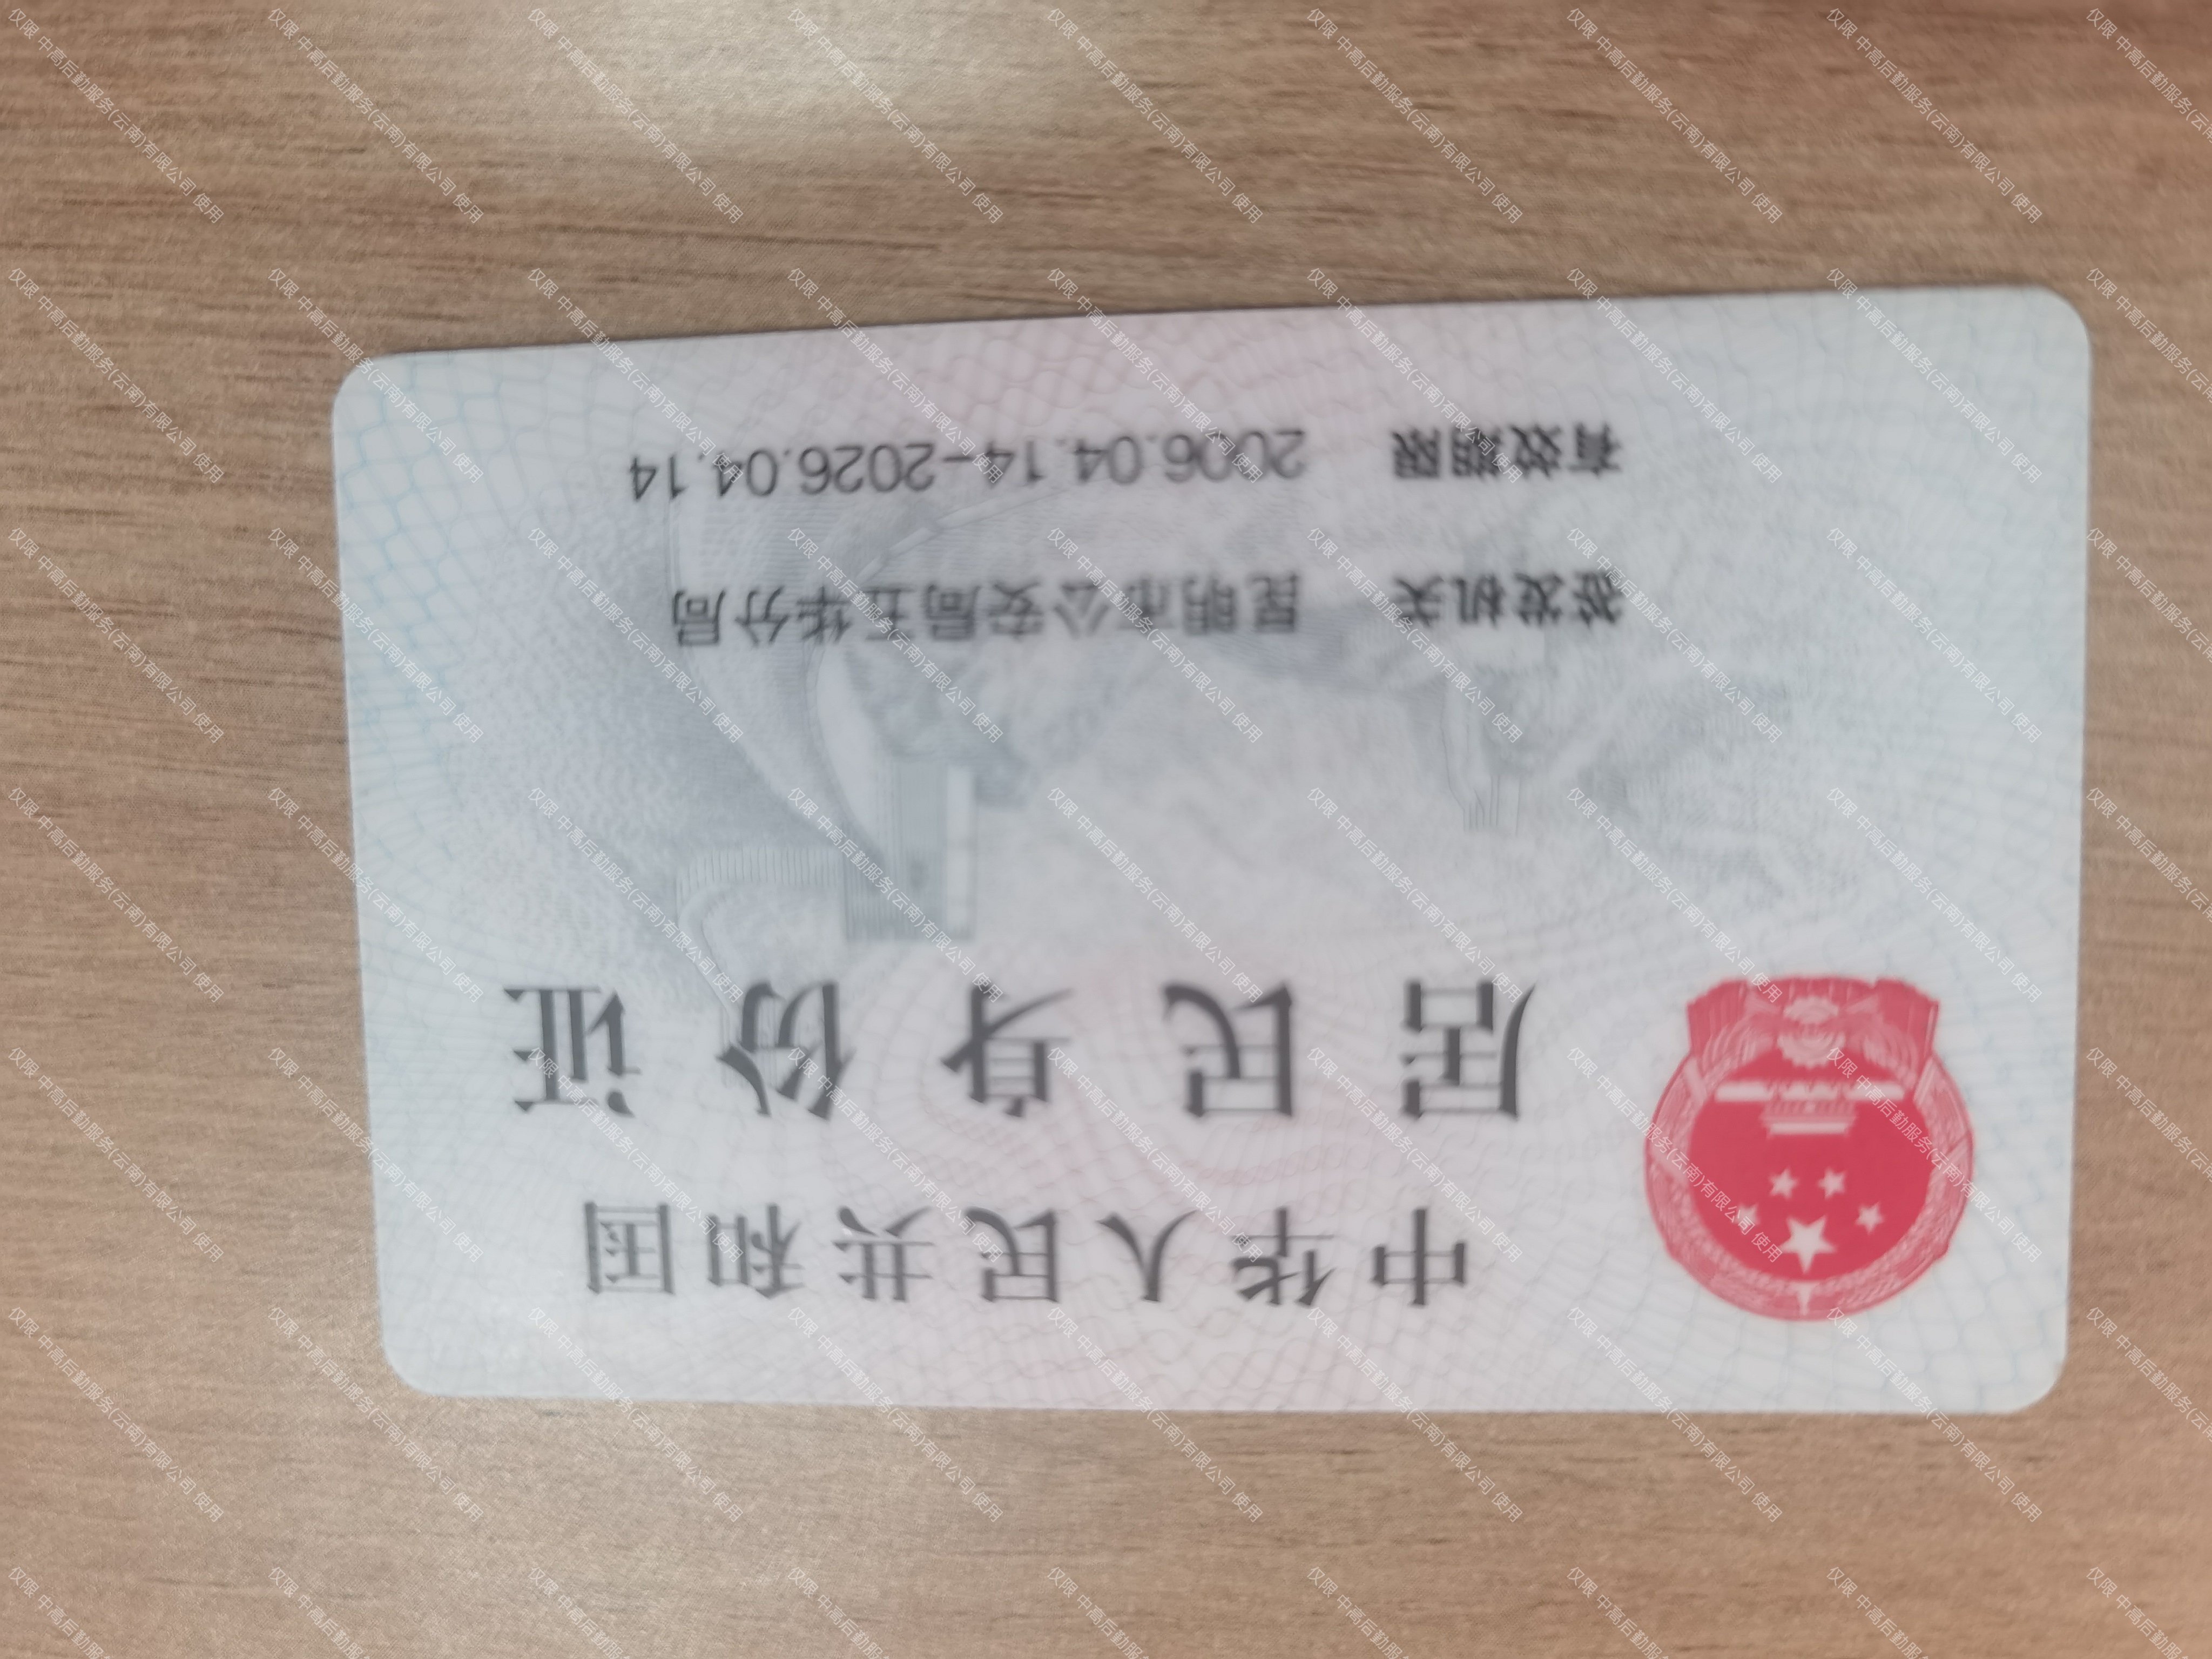 中华人民共和国
居民身份证
签发机关 昆明市公安局五华分局
有效期限 2006.04.14-2026.04.14
仅限 中高后勤服务(云南)有限公司 使用